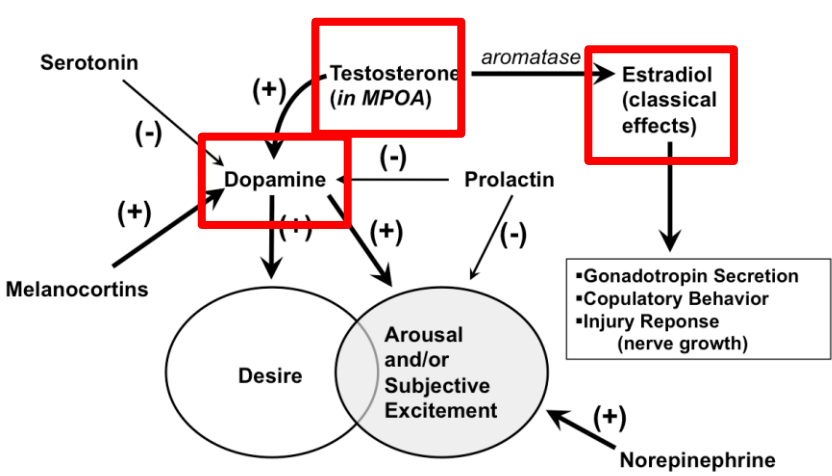 Serotonin
(-)
(+)
Testosterone
(in MPOA)
aromatase
Estradiol
(classical
effects)
Dopamine
(-)
Prolactin
(+)
(+)
(+)
(-)
Melanocortins
▪Gonadotropin Secretion
▪Copulatory Behavior
▪Injury Reponse
(nerve growth)
Desire
Arousal
and/or
Subjective
Excitement
(+)
Norepinephrine